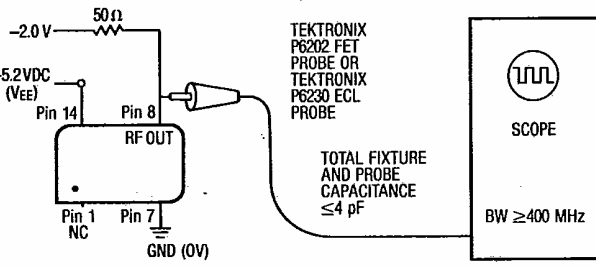 50Ω
−2.0 V
-5.2VDC
(VEE)
Pin 14
Pin 8
RF OUT
Pin 1
NC
Pin 7
GND (0V)
TEKTRONIX
P6202 FET
PROBE OR
TEKTRONIX
P6230 ECL
PROBE
TOTAL FIXTURE
AND PROBE
CAPACITANCE
≤4 pF
SCOPE
BW ≥400 MHz